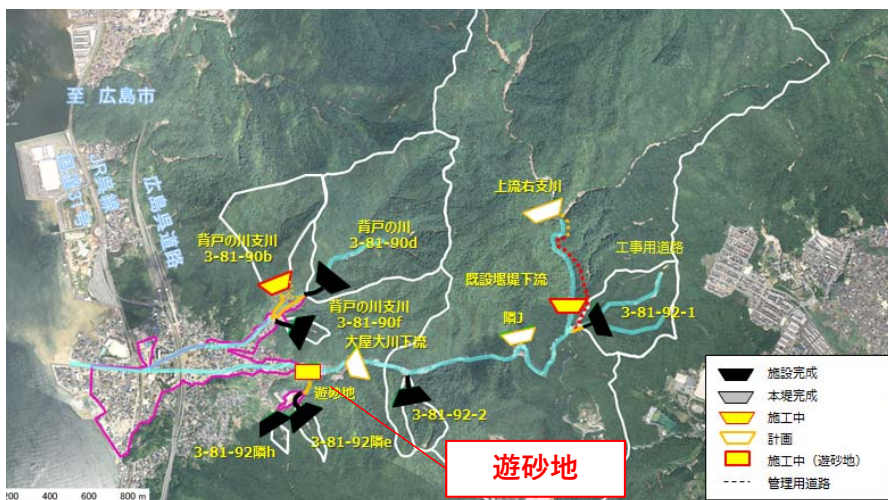 至 広島市
JR呉線
国道31号
広島呉道路
上流右支川
背戸の川
3-81-90d
背戸の川支川
3-81-90b
工事用道路
既設堰堤下流
背戸の川支川
3-81-90f
隣J
3-81-92-1
大屋大川下流
遊砂地
3-81-92-2
3-81-92隣h
3-81-92隣e
遊砂地
施設完成
本堤完成
施工中
計画
施工中（遊砂地）
管理用道路
200 400 600 800 m